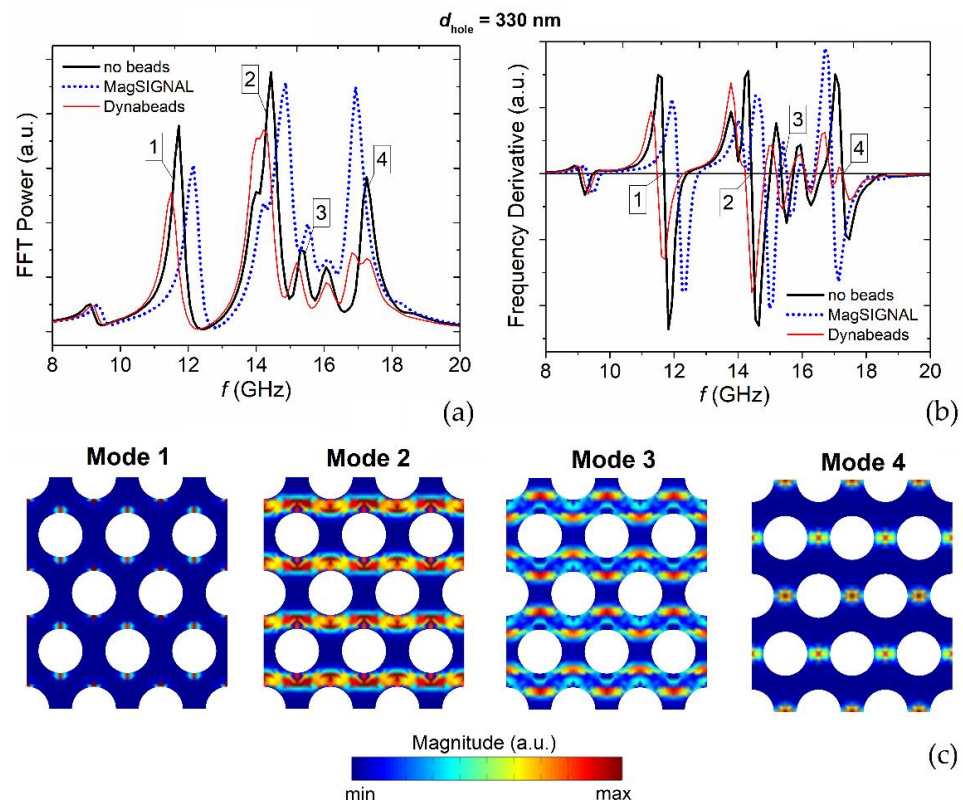 d_hole = 330 nm
no beads
MagSIGNAL
Dynabeads
1
2
3
4
FFT Power (a.u.)
8 10 12 14 16 18 20
f (GHz)
(a)
1
2
3
4
Frequency Derivative (a.u.)
no beads
MagSIGNAL
Dynabeads
8 10 12 14 16 18 20
f (GHz)
(b)
Mode 1
Mode 2
Mode 3
Mode 4
Magnitude (a.u.)
min max
(c)